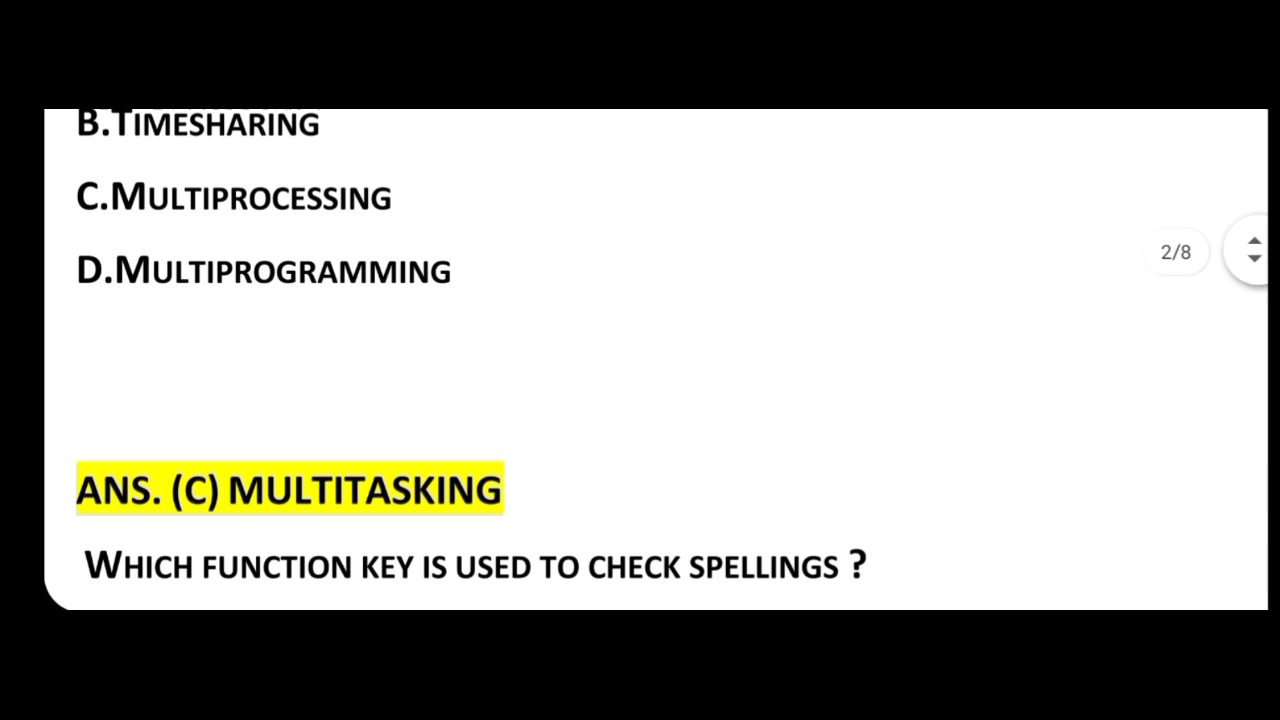 B.TIMESHARING
C.MULTIPROCESSING
D.MULTIPROGRAMMING
2/8
ANS. (C) MULTITASKING
WHICH FUNCTION KEY IS USED TO CHECK SPELLINGS ?